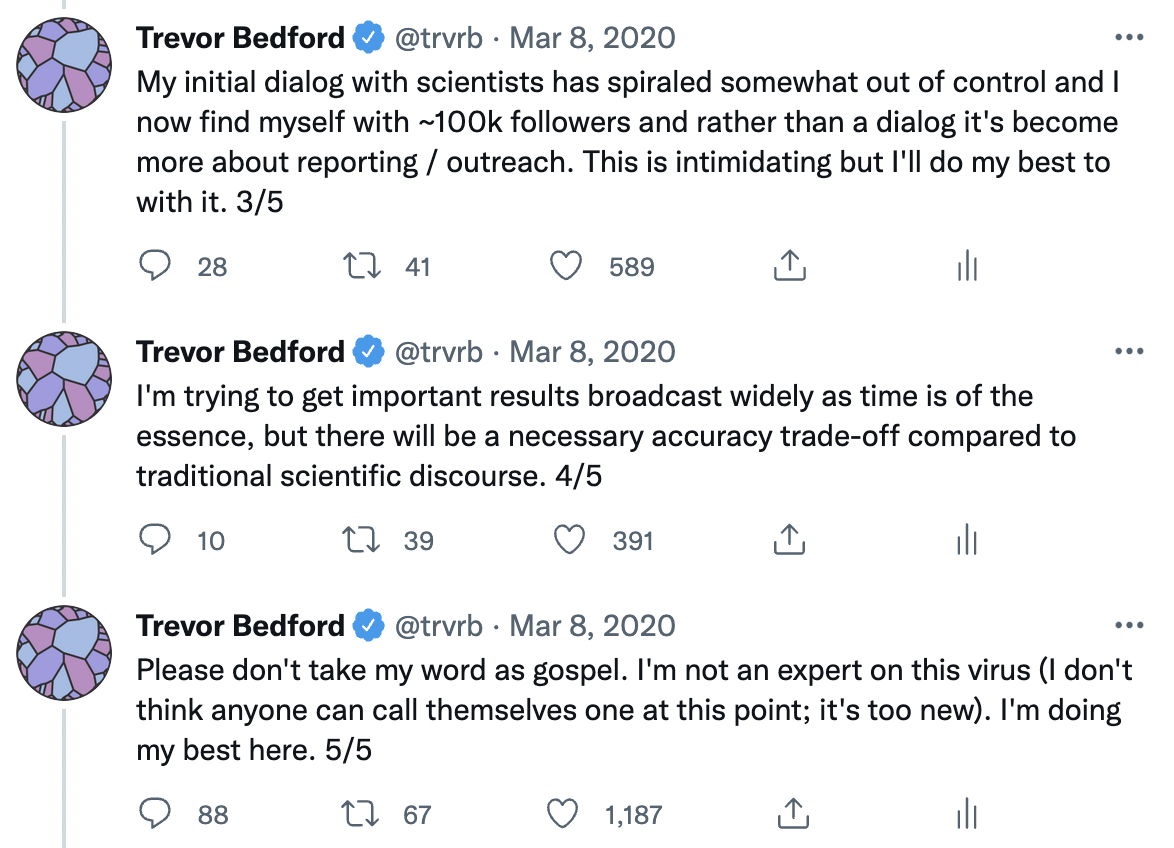 Trevor Bedford @trvrb · Mar 8, 2020
My initial dialog with scientists has spiraled somewhat out of control and I
now find myself with ~100k followers and rather than a dialog it's become
more about reporting / outreach. This is intimidating but I'll do my best to
with it. 3/5
28 41 589
Trevor Bedford @trvrb · Mar 8, 2020
I'm trying to get important results broadcast widely as time is of the
essence, but there will be a necessary accuracy trade-off compared to
traditional scientific discourse. 4/5
10 39 391
Trevor Bedford @trvrb · Mar 8, 2020
Please don't take my word as gospel. I'm not an expert on this virus (I don't
think anyone can call themselves one at this point; it's too new). I'm doing
my best here. 5/5
88 67 1,187